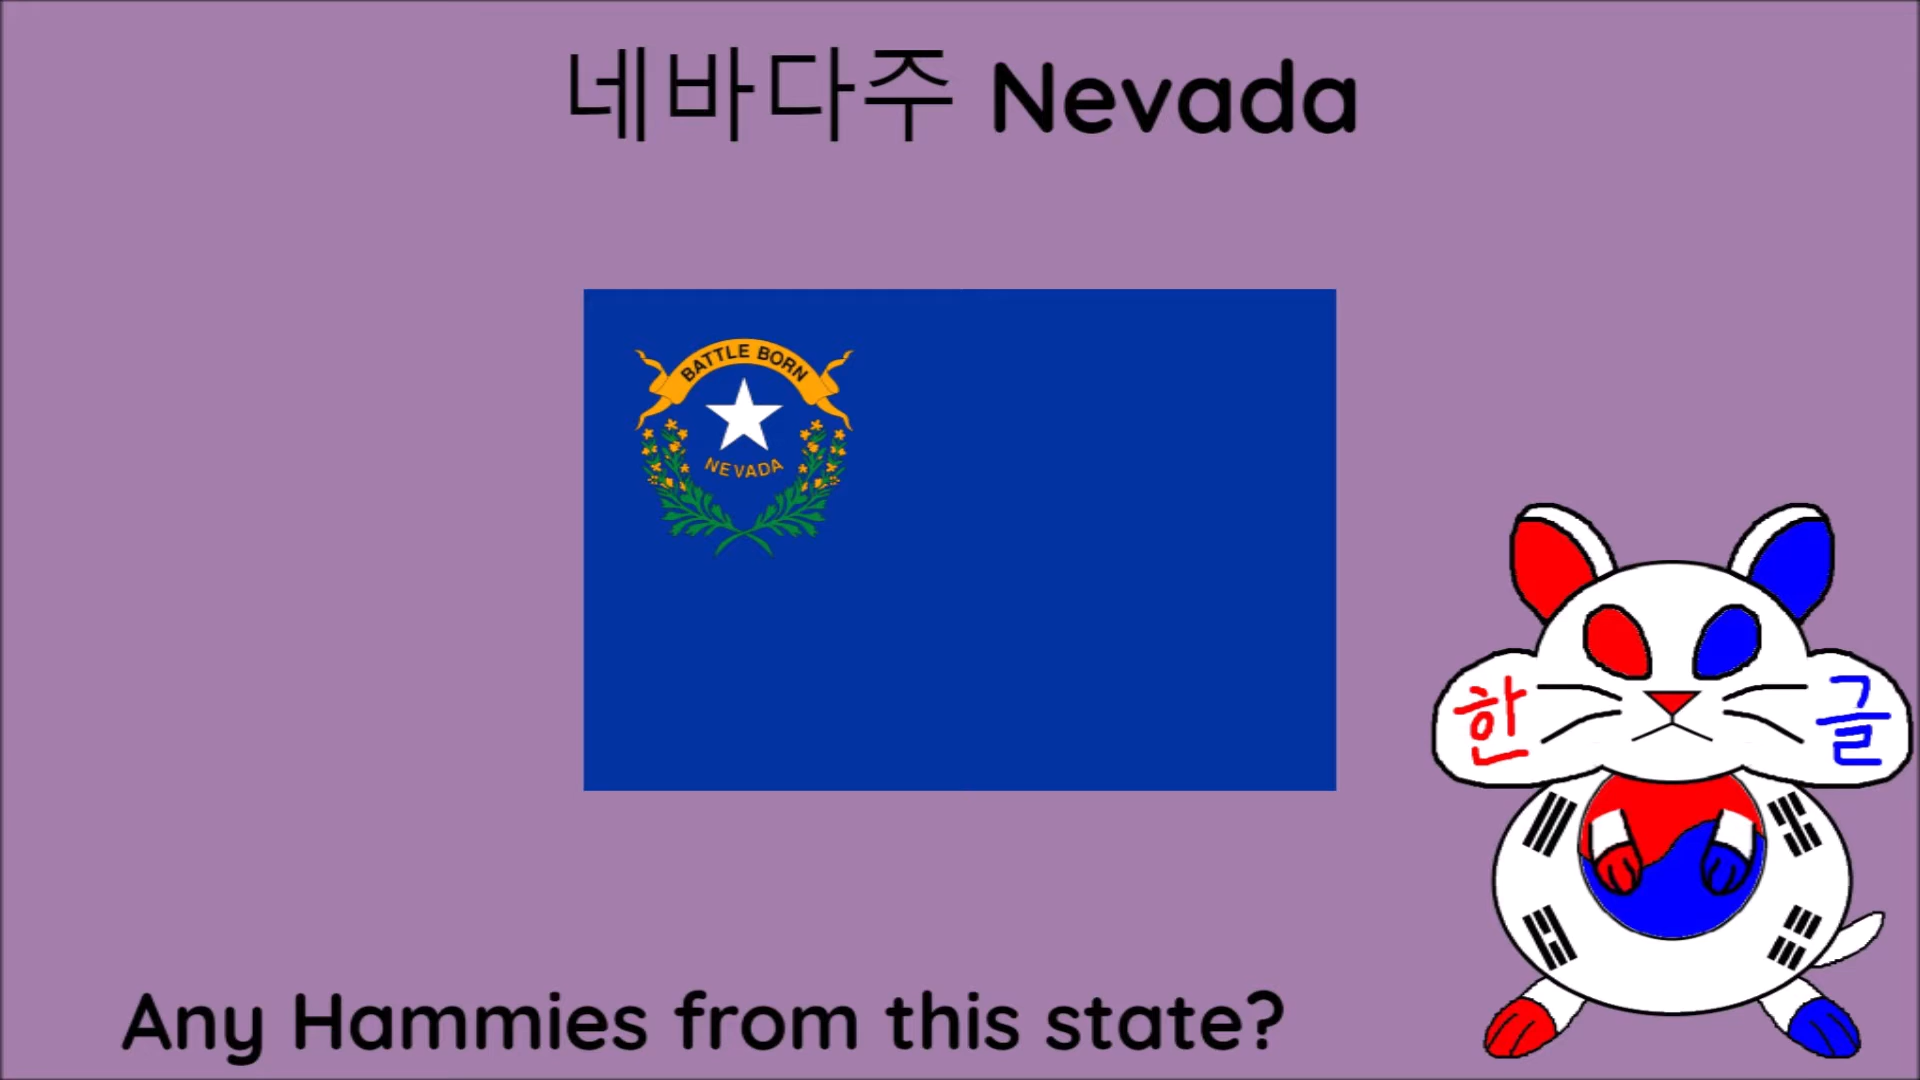 네바다주 Nevada
BATTLE BORN
NEVADA
한 글
Any Hammies from this state?